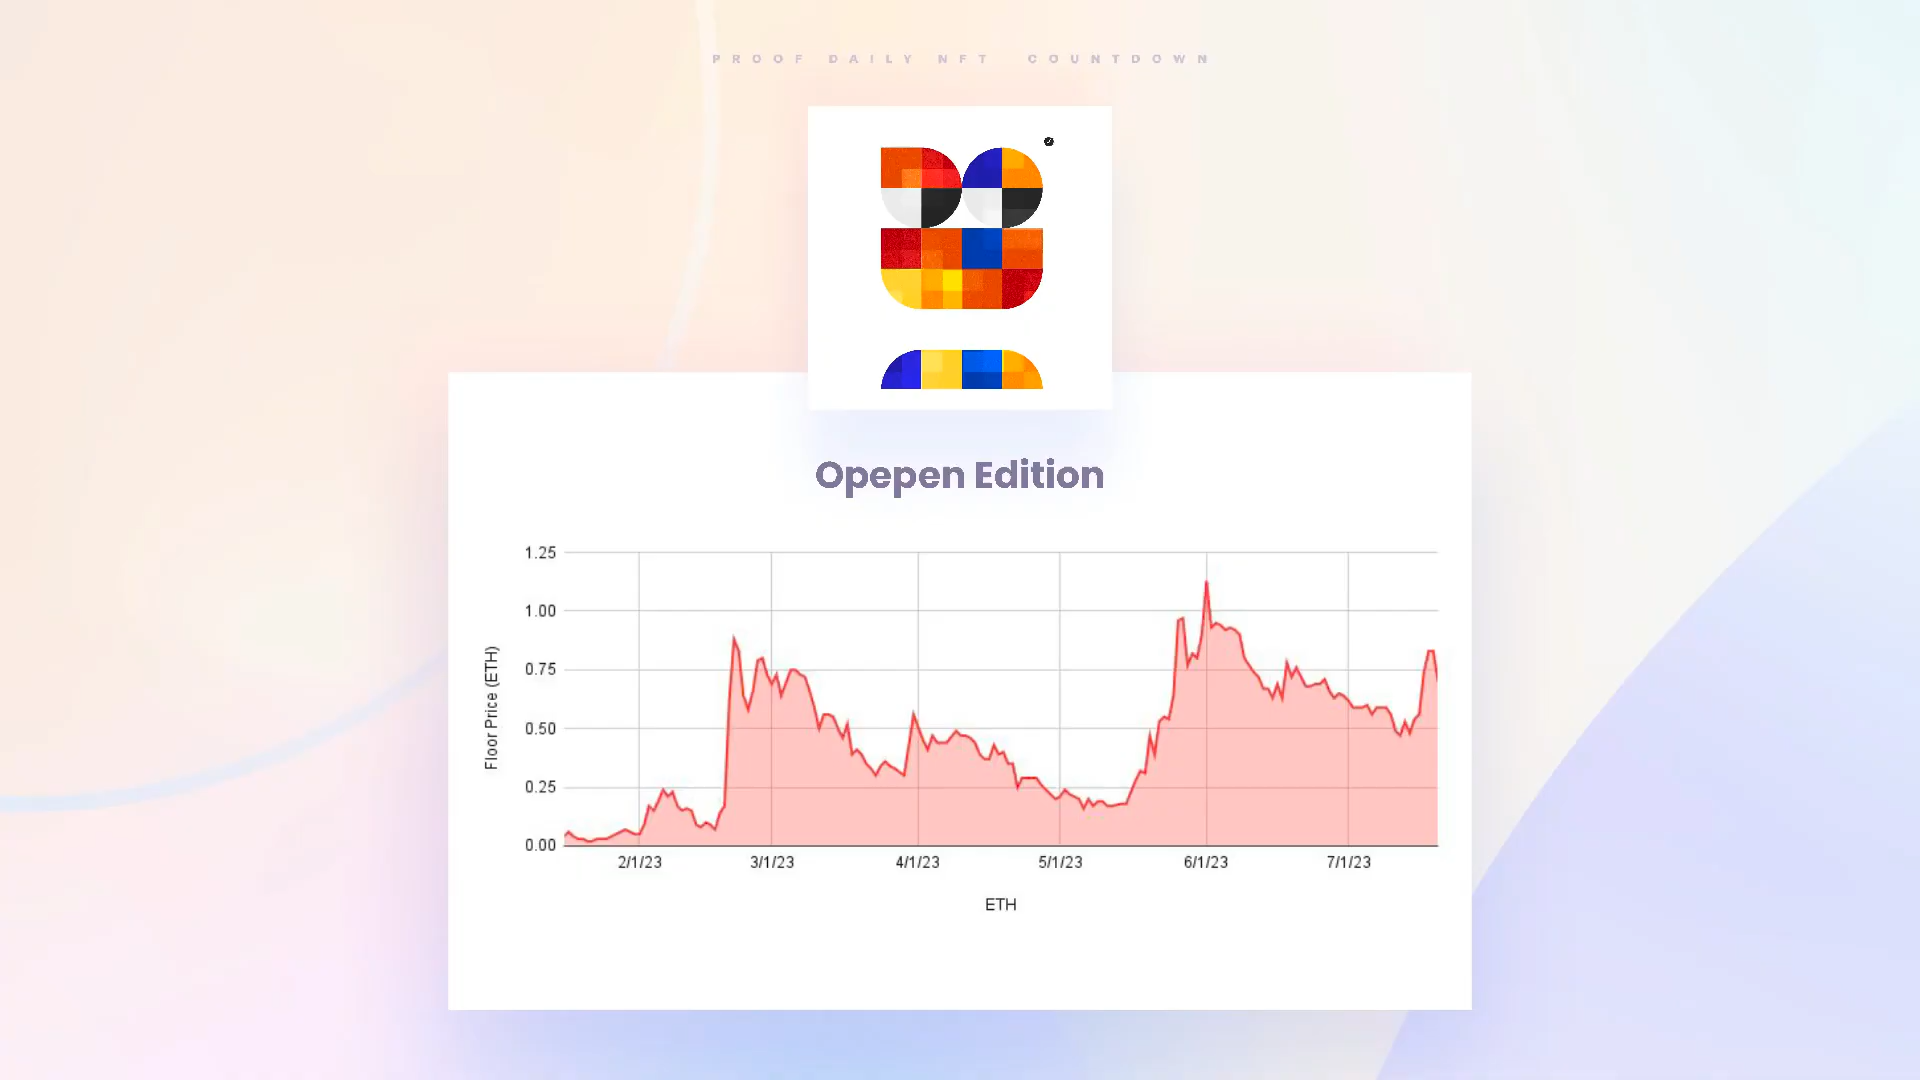 PROOF DAILY NFT COUNTDOWN
Opepen Edition
Floor Price (ETH)
1.25
1.00
0.75
0.50
0.25
0.00
2/1/23 3/1/23 4/1/23 5/1/23 6/1/23 7/1/23
ETH